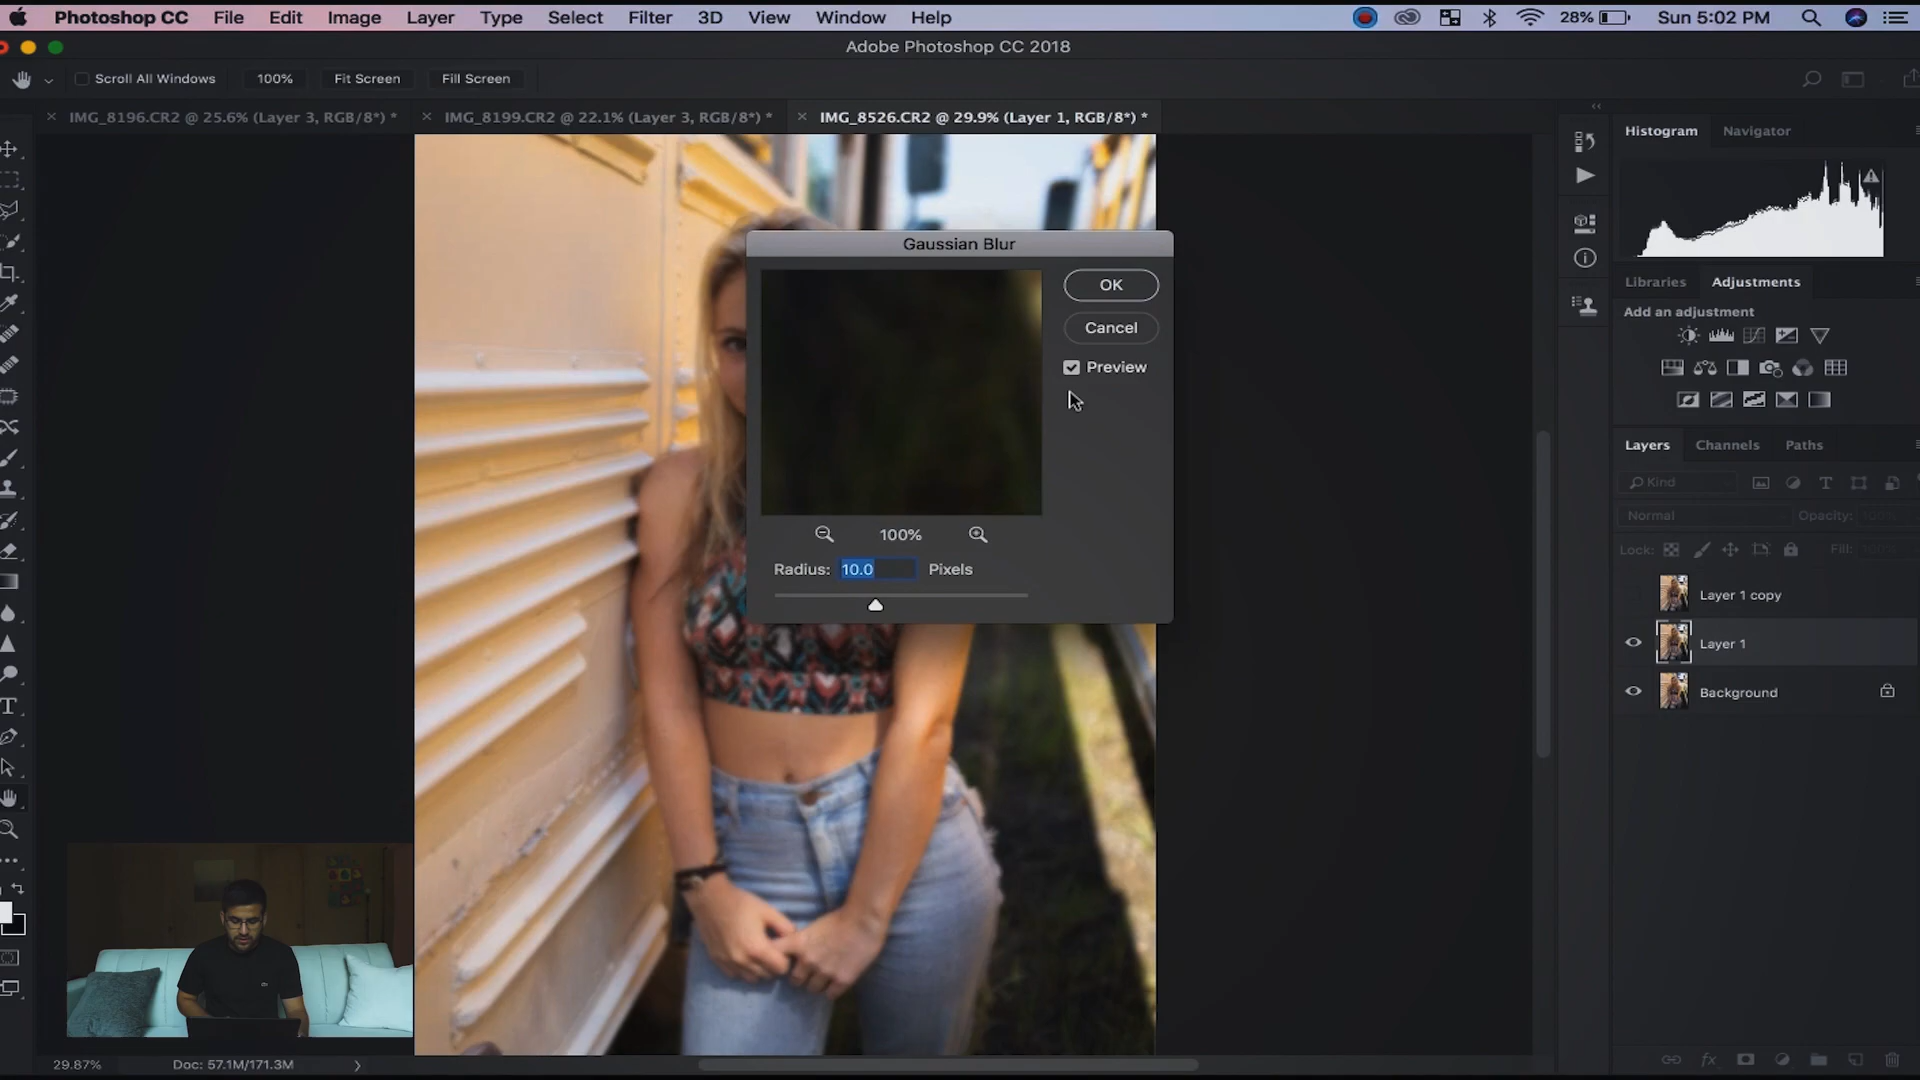 Photoshop CC File Edit Image Layer Type Select Filter 3D View Window Help 28% Sun 5:02 PM
Adobe Photoshop CC 2018
Scroll All Windows 100% Fit Screen Fill Screen
× IMG_8196.CR2 @ 25.6% (Layer 3, RGB/8*) * × IMG_8199.CR2 @ 22.1% (Layer 3, RGB/8*) * × IMG_8526.CR2 @ 29.9% (Layer 1, RGB/8*) *
Histogram Navigator
Gaussian Blur
OK
Cancel
Preview
100%
Radius: 10.0 Pixels
Libraries Adjustments
Add an adjustment
Layers Channels Paths
Kind
Normal Opacity: 100%
Lock: Fill: 100%
Layer 1 copy
Layer 1
Background
fx
29.87% Doc: 57.1M/171.3M